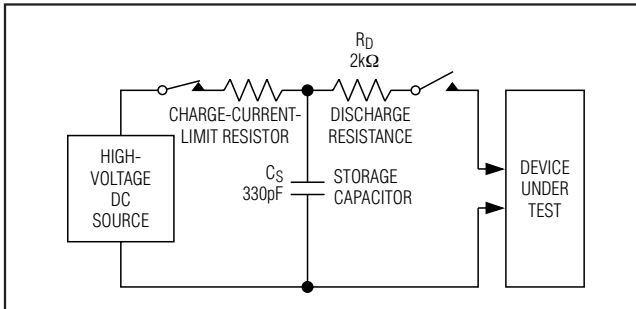 R_D
2kΩ
CHARGE-CURRENT-
LIMIT RESISTOR
DISCHARGE
RESISTANCE
HIGH-
VOLTAGE
DC
SOURCE
C_S
330pF
STORAGE
CAPACITOR
DEVICE
UNDER
TEST